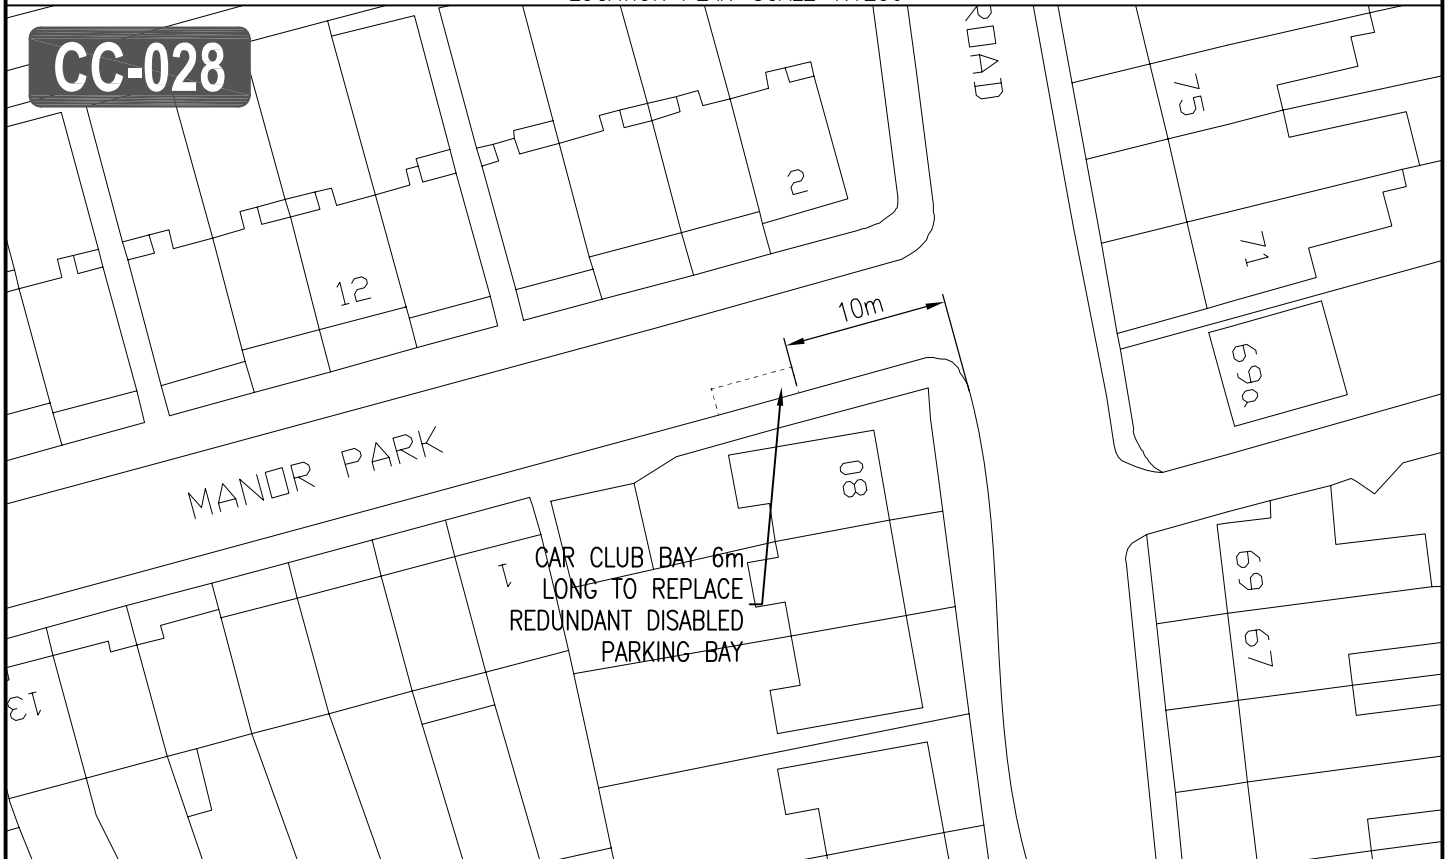 CC-028
ROAD
75
2
71
12
10m
69a
MANOR PARK
80
1
CAR CLUB BAY 6m
LONG TO REPLACE
REDUNDANT DISABLED
PARKING BAY
69
67
13